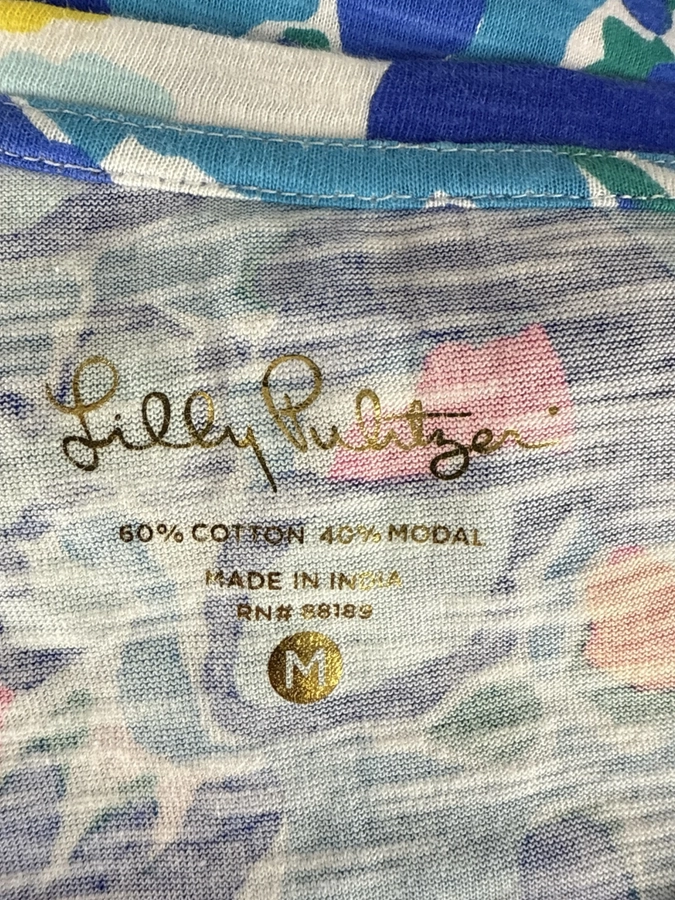 Lilly Pulitzer
60% COTTON 40% MODAL
MADE IN INDIA
RN# 88189
M